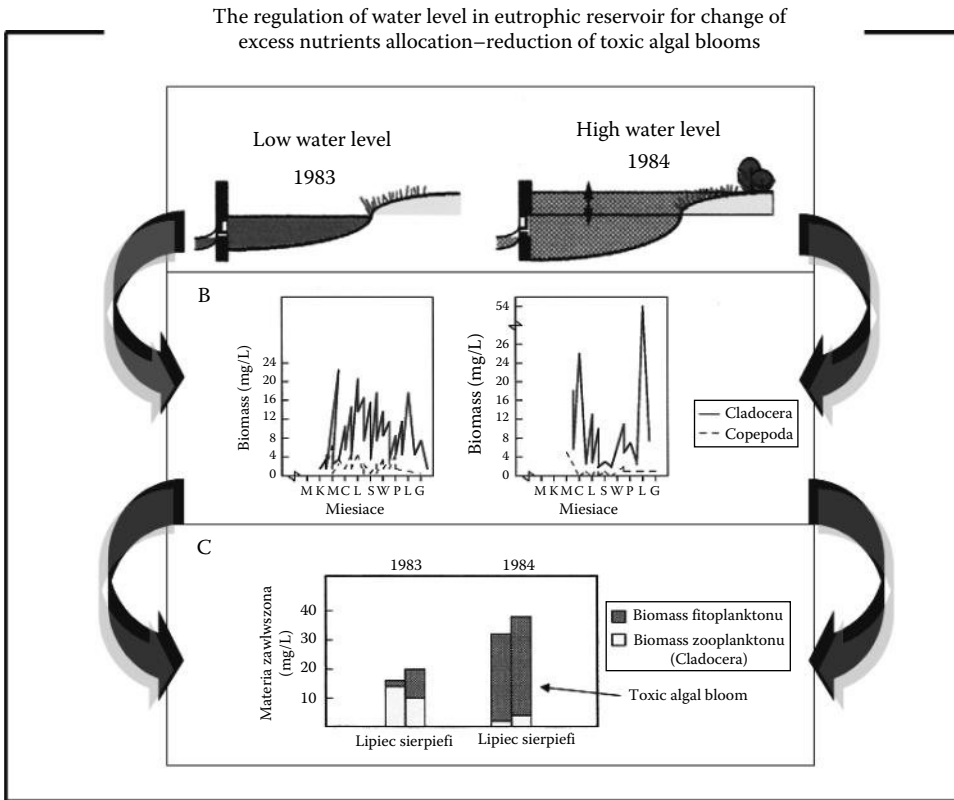 The regulation of water level in eutrophic reservoir for change of
excess nutrients allocation–reduction of toxic algal blooms
Low water level
1983
High water level
1984
B
Biomass (mg/L)
24
20
16
12
8
4
0
M K M C L S W P L G
Miesiace
Biomass (mg/L)
54
26
24
20
16
12
8
4
0
M K M C L S W P L G
Miesiace
Cladocera
Copepoda
C
1983
1984
Materia zawlwszona
(mg/L)
40
30
20
10
Lipiec sierpiefi
Lipiec sierpiefi
Biomass fitoplanktonu
Biomass zooplanktonu
(Cladocera)
Toxic algal bloom